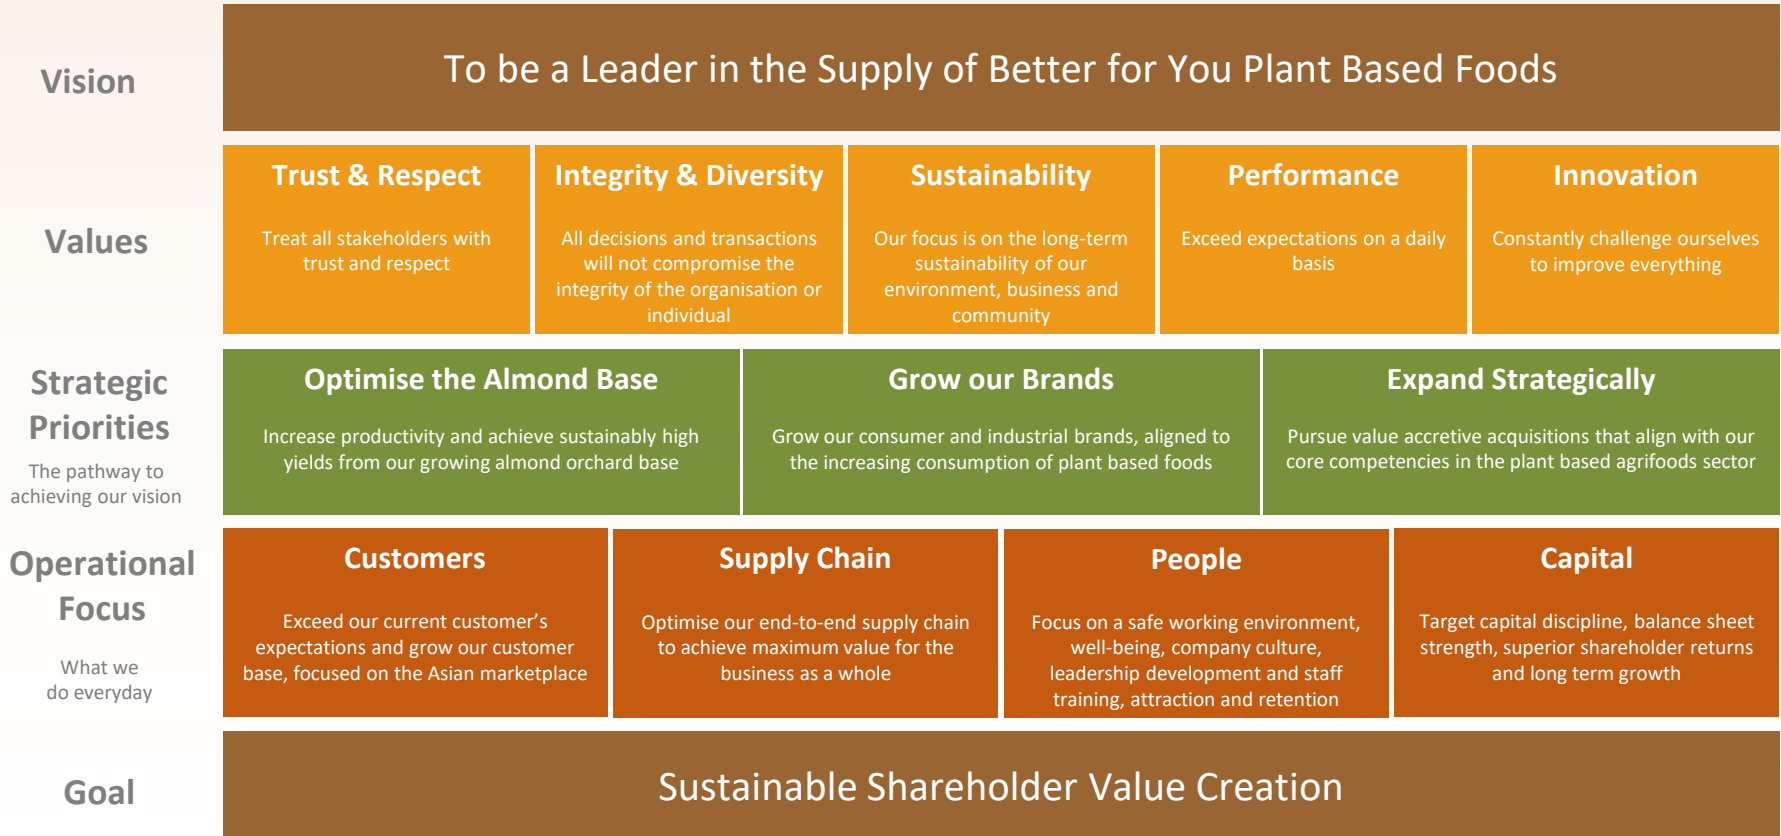 Vision
To be a Leader in the Supply of Better for You Plant Based Foods
Values
Trust & Respect
Treat all stakeholders with
trust and respect
Integrity & Diversity
All decisions and transactions
will not compromise the
integrity of the organisation or
individual
Sustainability
Our focus is on the long-term
sustainability of our
environment, business and
community
Performance
Exceed expectations on a daily
basis
Innovation
Constantly challenge ourselves
to improve everything
Strategic
Priorities
The pathway to
achieving our vision
Optimise the Almond Base
Increase productivity and achieve sustainably high
yields from our growing almond orchard base
Grow our Brands
Grow our consumer and industrial brands, aligned to
the increasing consumption of plant based foods
Expand Strategically
Pursue value accretive acquisitions that align with our
core competencies in the plant based agrifoods sector
Operational
Focus
What we
do everyday
Customers
Exceed our current customer’s
expectations and grow our customer
base, focused on the Asian marketplace
Supply Chain
Optimise our end-to-end supply chain
to achieve maximum value for the
business as a whole
People
Focus on a safe working environment,
well-being, company culture,
leadership development and staff
training, attraction and retention
Capital
Target capital discipline, balance sheet
strength, superior shareholder returns
and long term growth
Goal
Sustainable Shareholder Value Creation